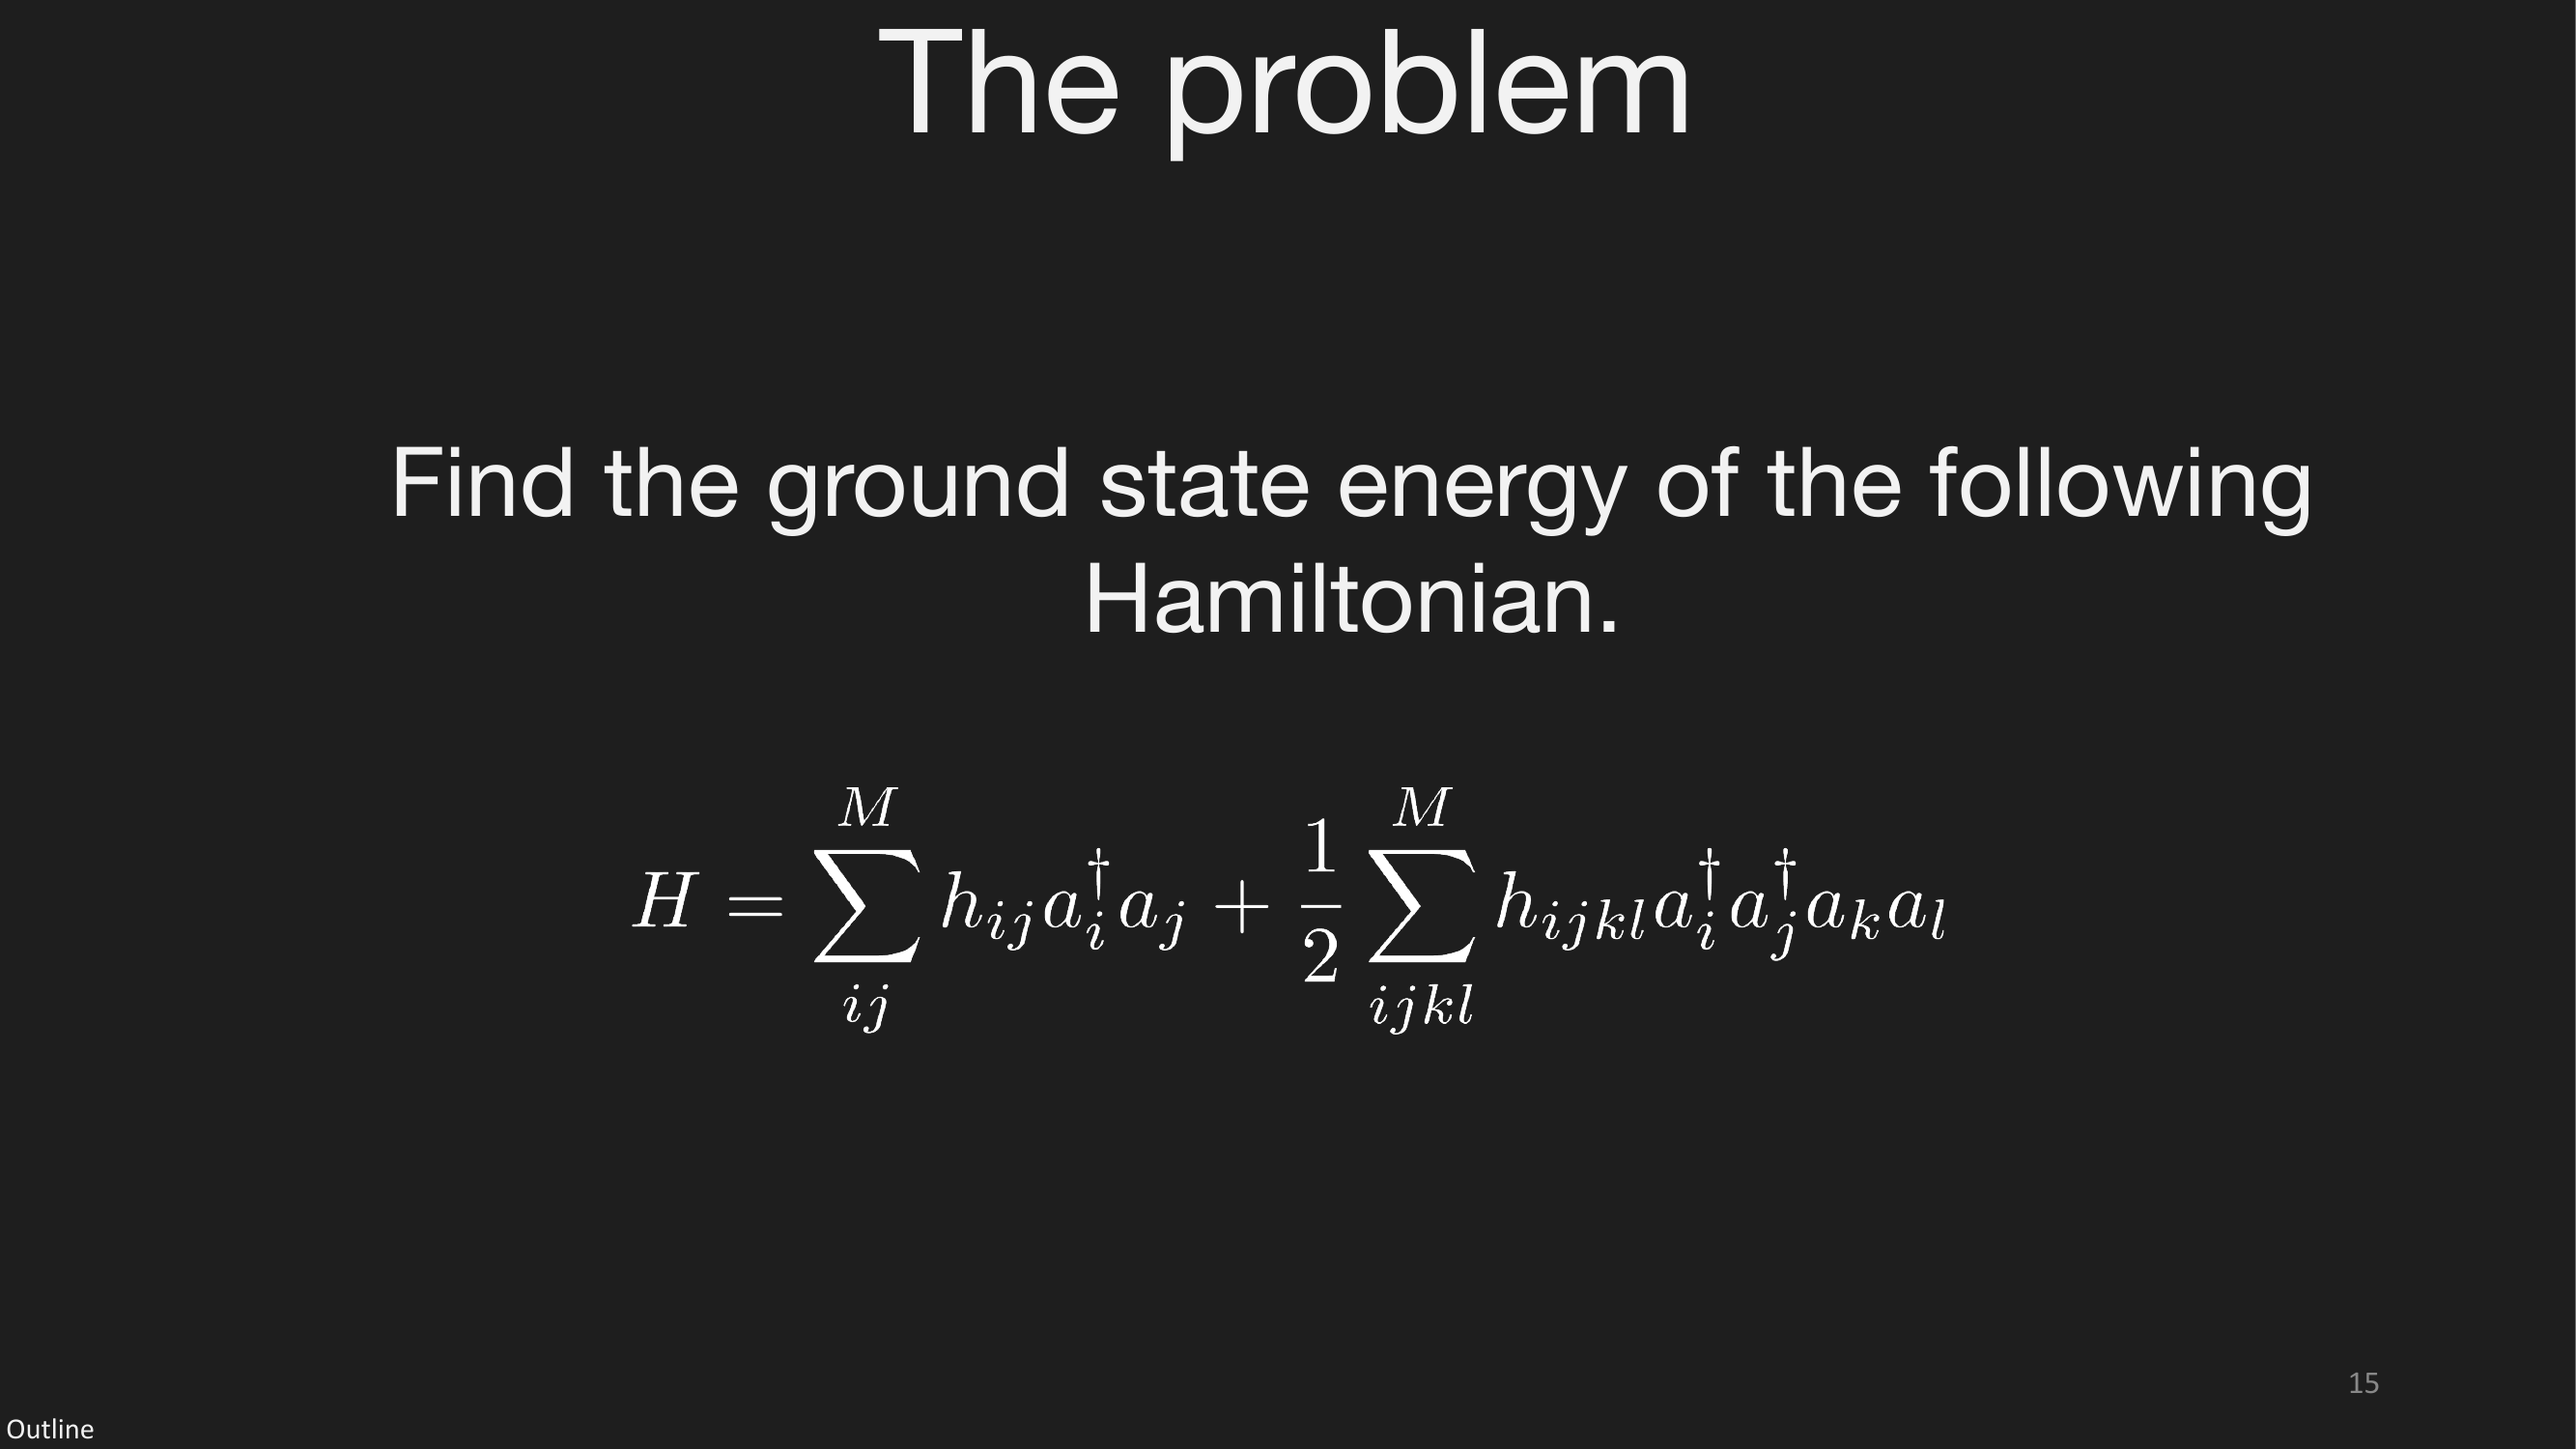 The problem
Find the ground state energy of the following
Hamiltonian.
$H = \sum_{ij}^{M} h_{ij} a_i^\dagger a_j + \frac{1}{2} \sum_{ijkl}^{M} h_{ijkl} a_i^\dagger a_j^\dagger a_k a_l$
15
Outline